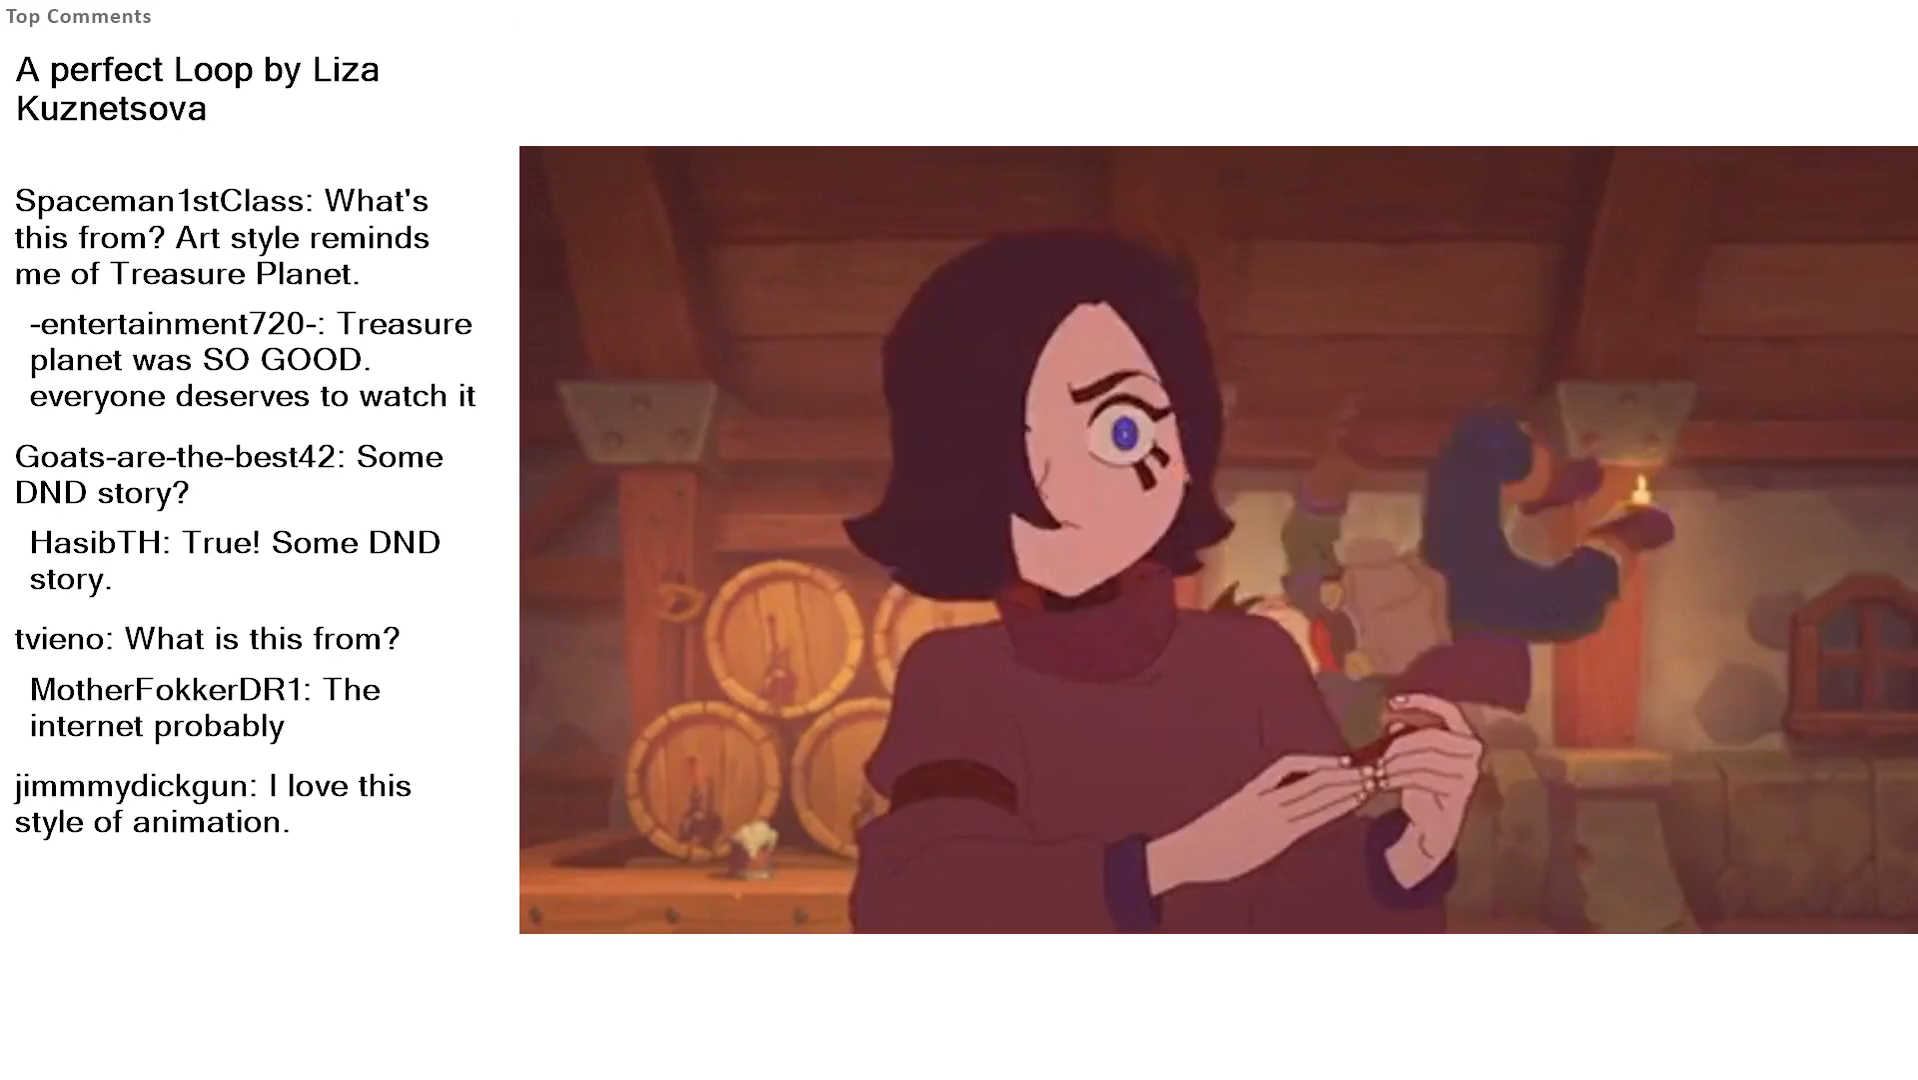 Top Comments
A perfect Loop by Liza
Kuznetsova
Spaceman1stClass: What's
this from? Art style reminds
me of Treasure Planet.
-entertainment720-: Treasure
planet was SO GOOD.
everyone deserves to watch it
Goats-are-the-best42: Some
DND story?
HasibTH: True! Some DND
story.
tvieno: What is this from?
MotherFokkerDR1: The
internet probably
jimmmydickgun: I love this
style of animation.